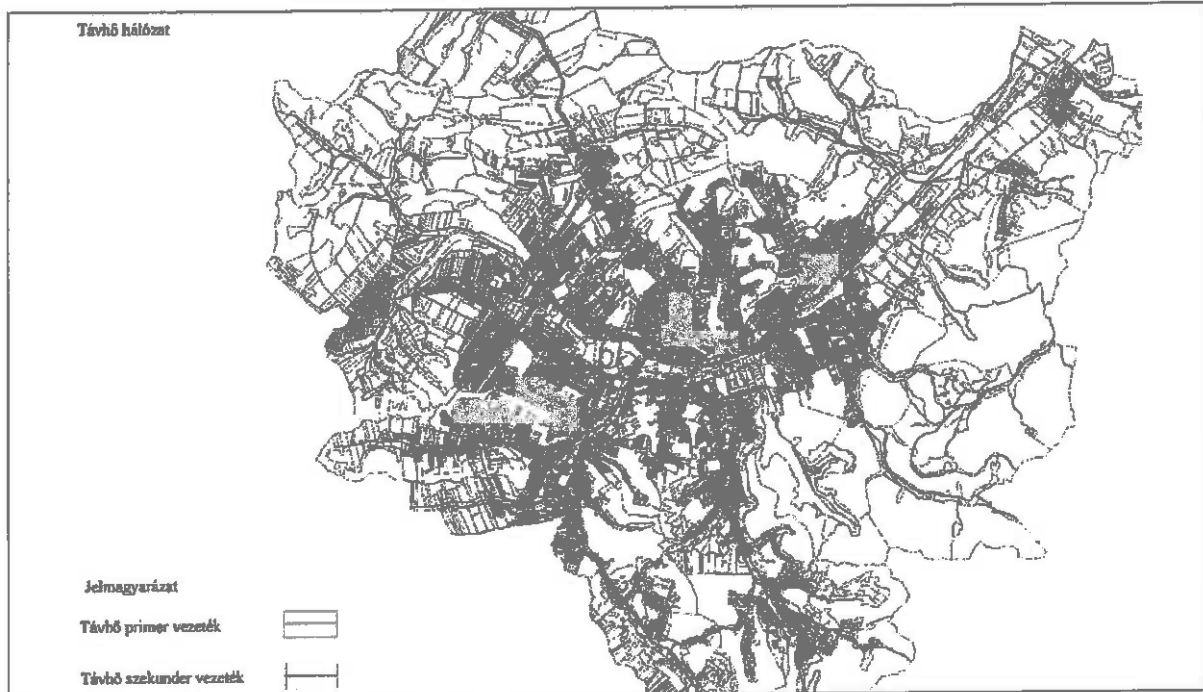 Távhő hálózat
Jelmagyarázat
Távhő primer vezeték
Távhő szekunder vezeték